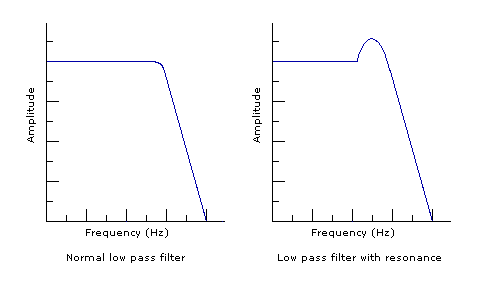 Amplitude
Frequency (Hz)
Normal low pass filter
Amplitude
Frequency (Hz)
Low pass filter with resonance